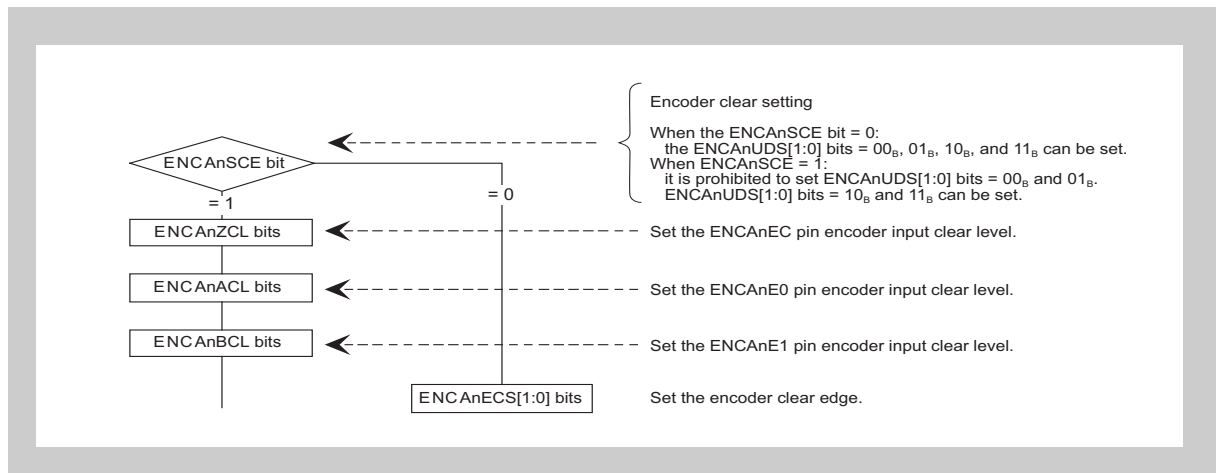 Encoder clear setting
When the ENCAnSCE bit = 0:
the ENCAnUDS[1:0] bits = 00B, 01B, 10B, and 11B can be set.
When ENCAnSCE = 1:
it is prohibited to set ENCAnUDS[1:0] bits = 00B and 01B.
ENCAnUDS[1:0] bits = 10B and 11B can be set.
ENCAnSCE bit
= 0
= 1
ENCAnZCL bits
Set the ENCAnEC pin encoder input clear level.
ENCAnACL bits
Set the ENCAnE0 pin encoder input clear level.
ENCAnBCL bits
Set the ENCAnE1 pin encoder input clear level.
ENCAnECS[1:0] bits
Set the encoder clear edge.